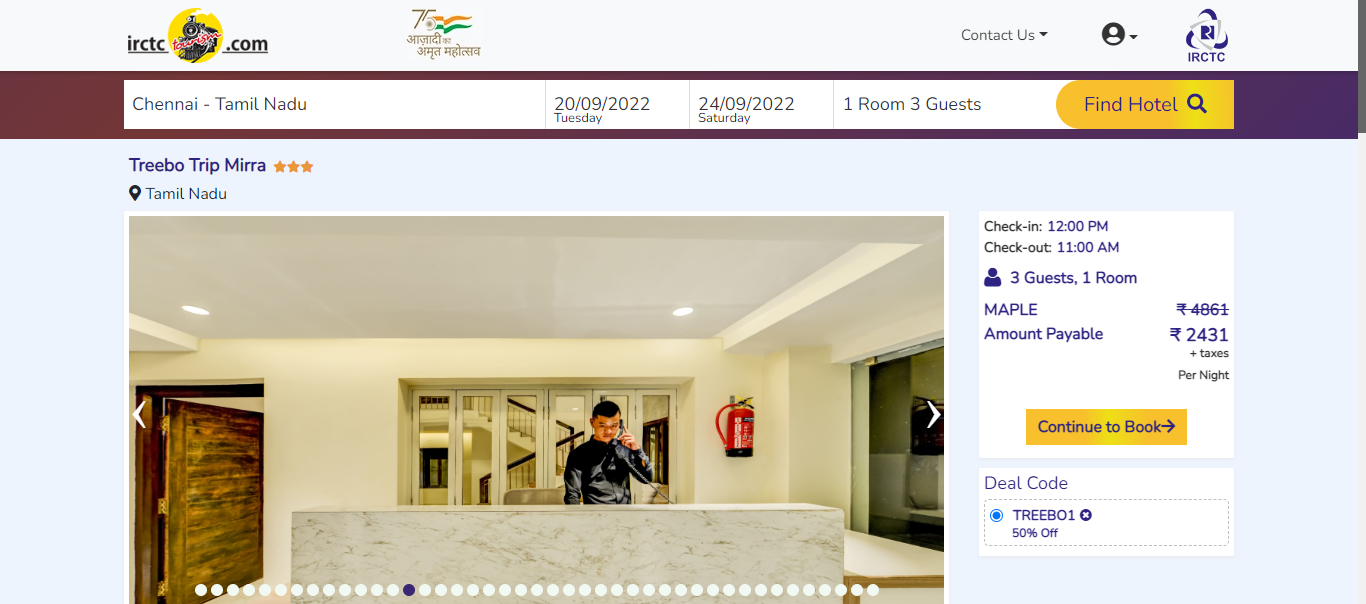 irctc tourism .com
75
आज़ादी का
अमृत महोत्सव
Contact Us
IRCTC
Chennai - Tamil Nadu
20/09/2022
Tuesday
24/09/2022
Saturday
1 Room 3 Guests
Find Hotel
Treebo Trip Mirra
Tamil Nadu
Check-in: 12:00 PM
Check-out: 11:00 AM
3 Guests, 1 Room
MAPLE ₹ 4861
Amount Payable ₹ 2431
+ taxes
Per Night
Continue to Book
Deal Code
TREEBO1
50% Off